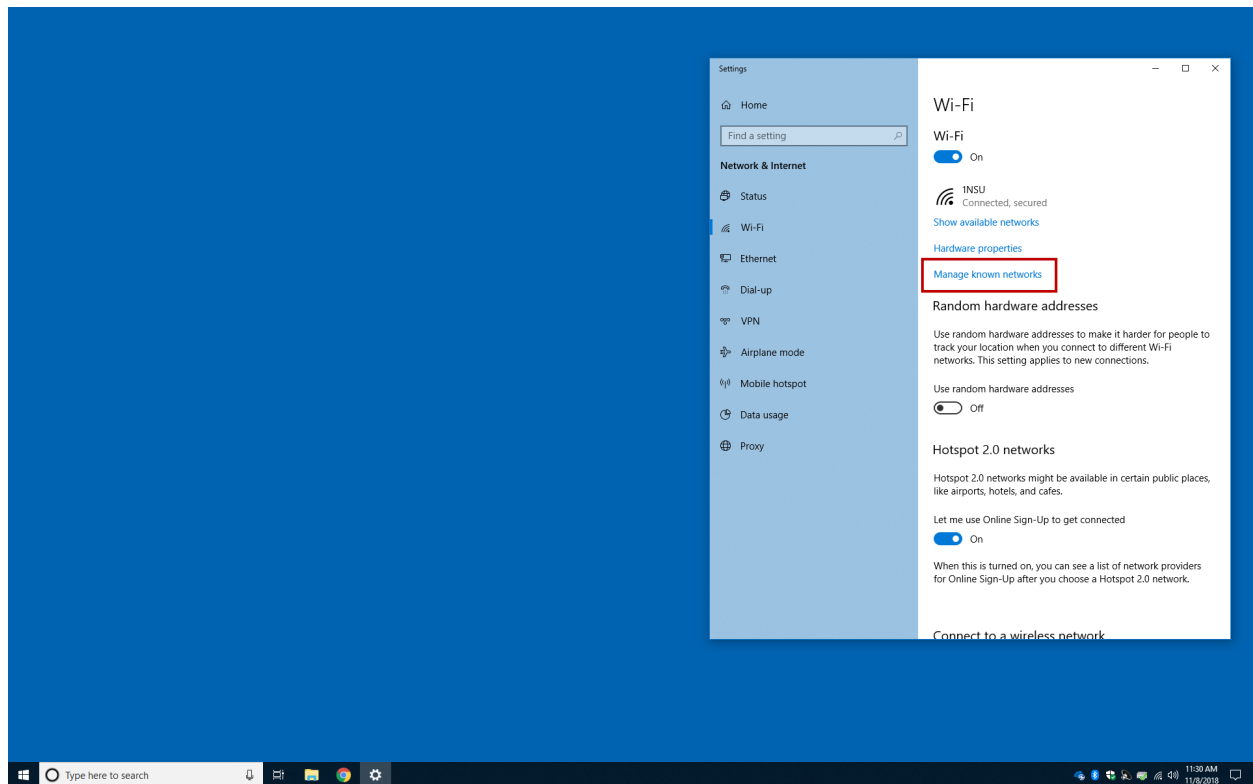 Settings
Home
Find a setting
Network & Internet
Status
Wi-Fi
Ethernet
Dial-up
VPN
Airplane mode
Mobile hotspot
Data usage
Proxy
Wi-Fi
Wi-Fi
On
1NSU
Connected, secured
Show available networks
Hardware properties
Manage known networks
Random hardware addresses
Use random hardware addresses to make it harder for people to
track your location when you connect to different Wi-Fi
networks. This setting applies to new connections.
Use random hardware addresses
Off
Hotspot 2.0 networks
Hotspot 2.0 networks might be available in certain public places,
like airports, hotels, and cafes.
Let me use Online Sign-Up to get connected
On
When this is turned on, you can see a list of network providers
for Online Sign-Up after you choose a Hotspot 2.0 network.
Connect to a wireless network
Type here to search
11:30 AM
11/8/2018